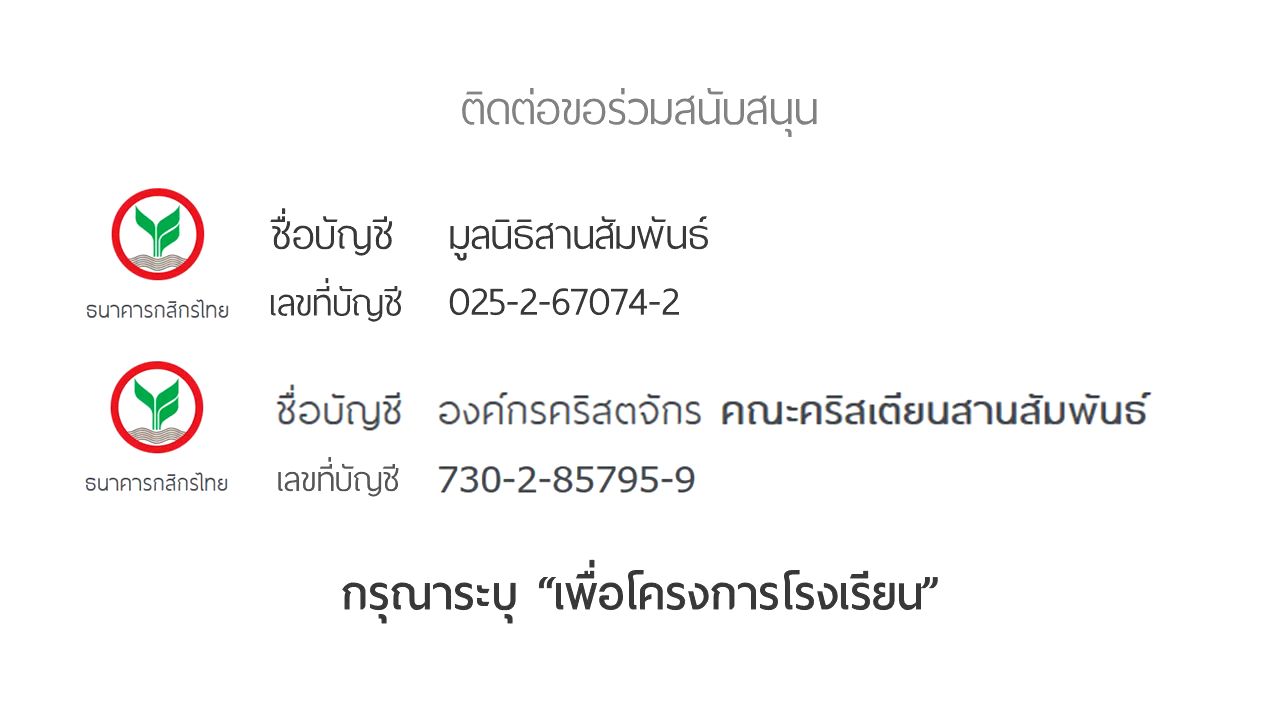 ติดต่อขอร่วมสนับสนุน
ชื่อบัญชี มูลนิธิสานสัมพันธ์
ธนาคารกสิกรไทย เลขที่บัญชี 025-2-67074-2
ชื่อบัญชี องค์กรคริสตจักร คณะคริสเตียนสานสัมพันธ์
ธนาคารกสิกรไทย เลขที่บัญชี 730-2-85795-9
กรุณาระบุ “เพื่อโครงการโรงเรียน”